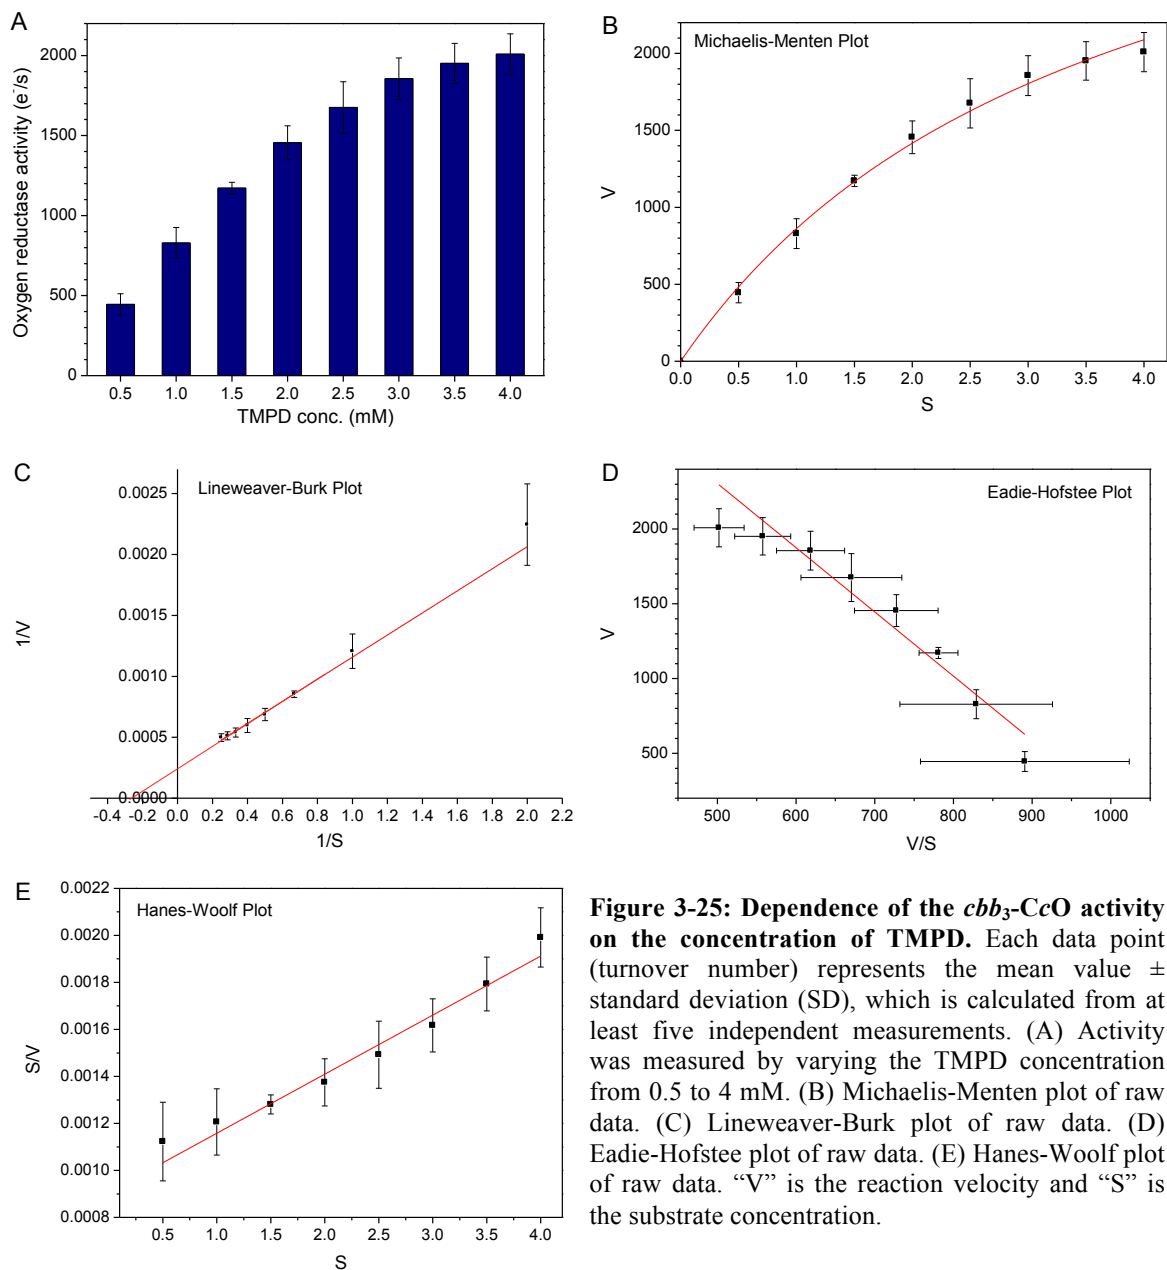 A
Oxygen reductase activity (e⁻/s)
2000
1500
1000
500
0
0.5 1.0 1.5 2.0 2.5 3.0 3.5 4.0
TMPD conc. (mM)
B
Michaelis-Menten Plot
V
2000
1500
1000
500
0
0.0 0.5 1.0 1.5 2.0 2.5 3.0 3.5 4.0
S
C
Lineweaver-Burk Plot
1/V
0.0025
0.0020
0.0015
0.0010
0.0005
0.0000
-0.4 -0.2 0.0 0.2 0.4 0.6 0.8 1.0 1.2 1.4 1.6 1.8 2.0 2.2
1/S
D
Eadie-Hofstee Plot
V
2000
1500
1000
500
500 600 700 800 900 1000
V/S
E
Hanes-Woolf Plot
S/V
0.0022
0.0020
0.0018
0.0016
0.0014
0.0012
0.0010
0.0008
0.5 1.0 1.5 2.0 2.5 3.0 3.5 4.0
S
Figure 3-25: Dependence of the cbb₃-CcO activity
on the concentration of TMPD. Each data point
(turnover number) represents the mean value ±
standard deviation (SD), which is calculated from at
least five independent measurements. (A) Activity
was measured by varying the TMPD concentration
from 0.5 to 4 mM. (B) Michaelis-Menten plot of raw
data. (C) Lineweaver-Burk plot of raw data. (D)
Eadie-Hofstee plot of raw data. (E) Hanes-Woolf plot
of raw data. “V” is the reaction velocity and “S” is
the substrate concentration.